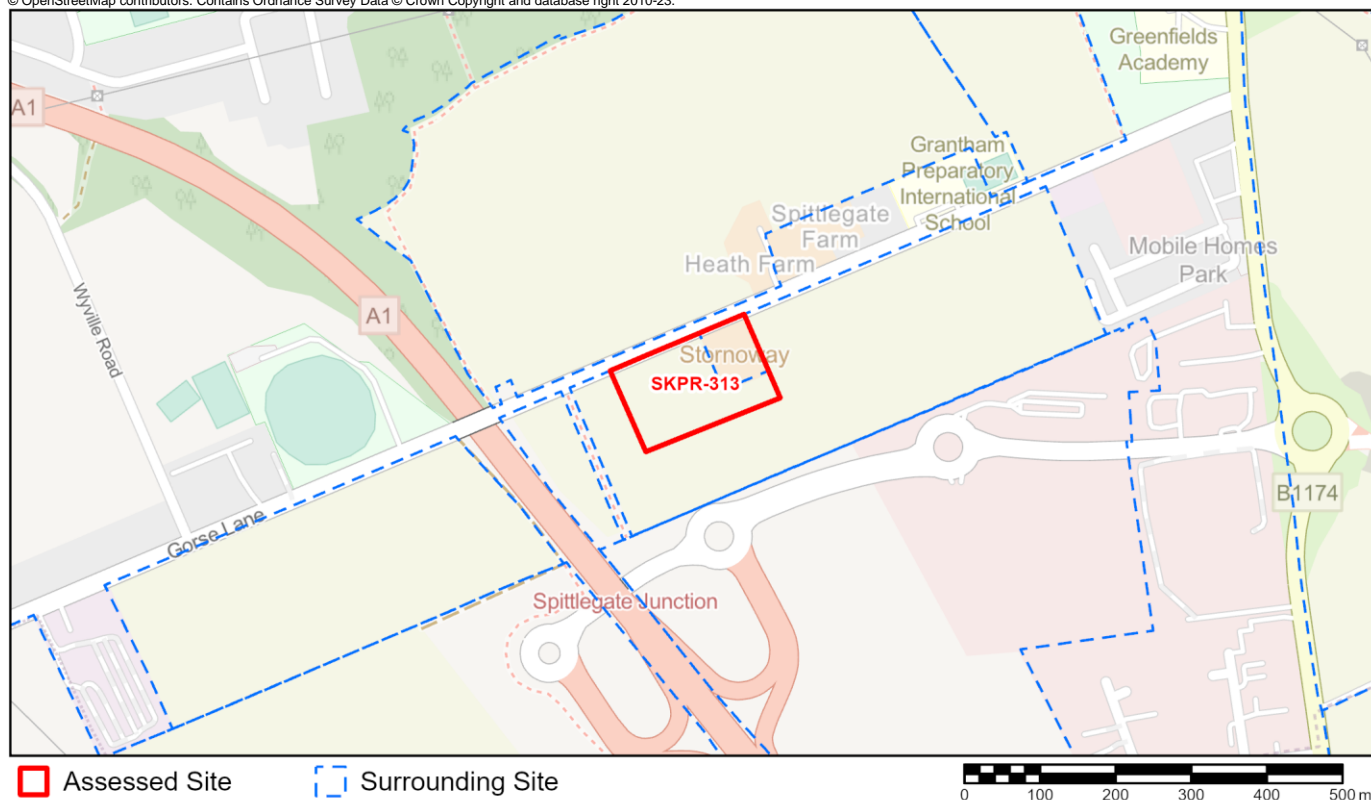 © OpenStreetMap contributors. Contains Ordnance Survey Data © Crown Copyright and database right 2010-23.
Greenfields
Academy
A1
Grantham
Preparatory
International
School
Spittlegate
Farm
Heath Farm
Mobile Homes
Park
Wyville Road
A1
Stornoway
SKPR-313
B1174
Gorse Lane
Spittlegate Junction
Assessed Site
Surrounding Site
0 100 200 300 400 500 m